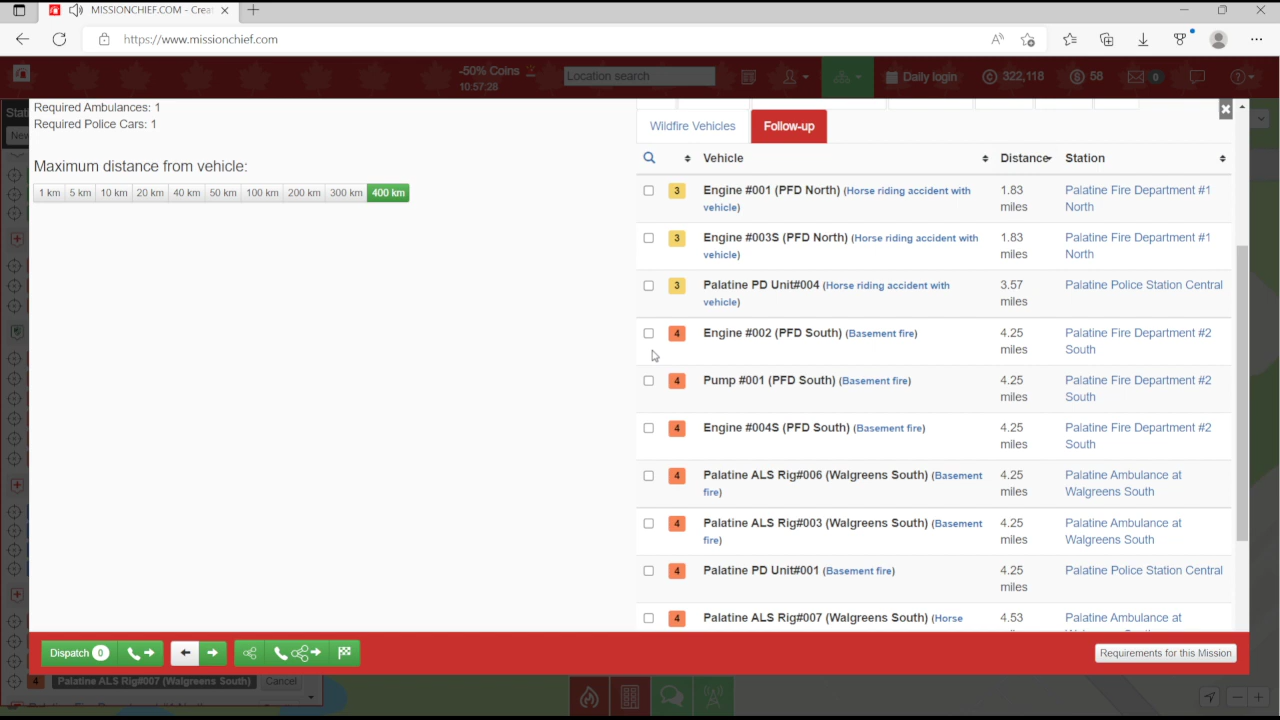 MISSIONCHIEF.COM - Crea
https://www.missionchief.com
-50% Coins
10:57:28
Location search
Daily login
322,118
58
0
Stati
New
Required Ambulances: 1
Required Police Cars: 1
Maximum distance from vehicle:
1 km 5 km 10 km 20 km 40 km 50 km 100 km 200 km 300 km 400 km
Wildfire Vehicles Follow-up
Vehicle Distance Station
3 Engine #001 (PFD North) (Horse riding accident with 1.83 Palatine Fire Department #1
vehicle) miles North
3 Engine #003S (PFD North) (Horse riding accident with 1.83 Palatine Fire Department #1
vehicle) miles North
3 Palatine PD Unit#004 (Horse riding accident with 3.57 Palatine Police Station Central
vehicle) miles
4 Engine #002 (PFD South) (Basement fire) 4.25 Palatine Fire Department #2
miles South
4 Pump #001 (PFD South) (Basement fire) 4.25 Palatine Fire Department #2
miles South
4 Engine #004S (PFD South) (Basement fire) 4.25 Palatine Fire Department #2
miles South
4 Palatine ALS Rig#006 (Walgreens South) (Basement 4.25 Palatine Ambulance at
fire) miles Walgreens South
4 Palatine ALS Rig#003 (Walgreens South) (Basement 4.25 Palatine Ambulance at
fire) miles Walgreens South
4 Palatine PD Unit#001 (Basement fire) 4.25 Palatine Police Station Central
miles
4 Palatine ALS Rig#007 (Walgreens South) (Horse 4.53 Palatine Ambulance at
Dispatch 0
Requirements for this Mission
4 Palatine ALS Rig#007 (Walgreens South) Cancel